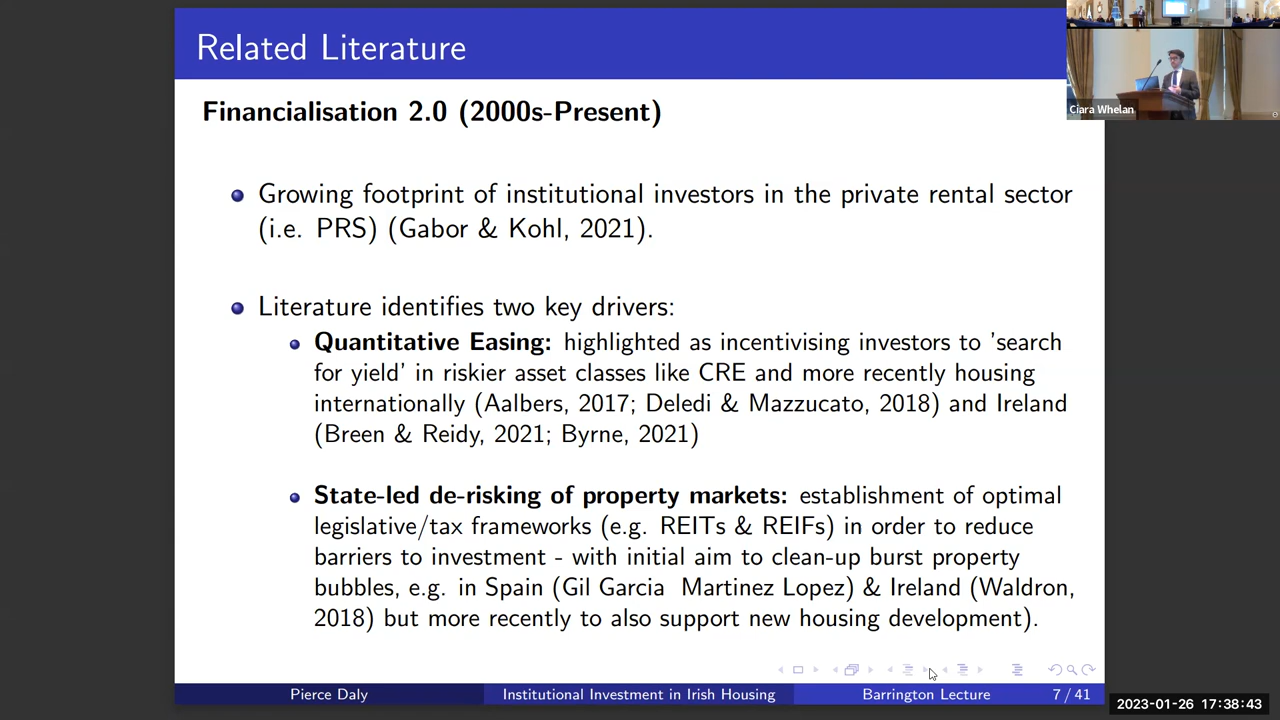 Related Literature
Ciara Whelan
Financialisation 2.0 (2000s-Present)
Growing footprint of institutional investors in the private rental sector
(i.e. PRS) (Gabor & Kohl, 2021).
Literature identifies two key drivers:
Quantitative Easing: highlighted as incentivising investors to 'search
for yield' in riskier asset classes like CRE and more recently housing
internationally (Aalbers, 2017; Deledi & Mazzucato, 2018) and Ireland
(Breen & Reidy, 2021; Byrne, 2021)
State-led de-risking of property markets: establishment of optimal
legislative/tax frameworks (e.g. REITs & REIFs) in order to reduce
barriers to investment - with initial aim to clean-up burst property
bubbles, e.g. in Spain (Gil Garcia Martinez Lopez) & Ireland (Waldron,
2018) but more recently to also support new housing development).
Pierce Daly Institutional Investment in Irish Housing Barrington Lecture 7 / 41
2023-01-26 17:38:43